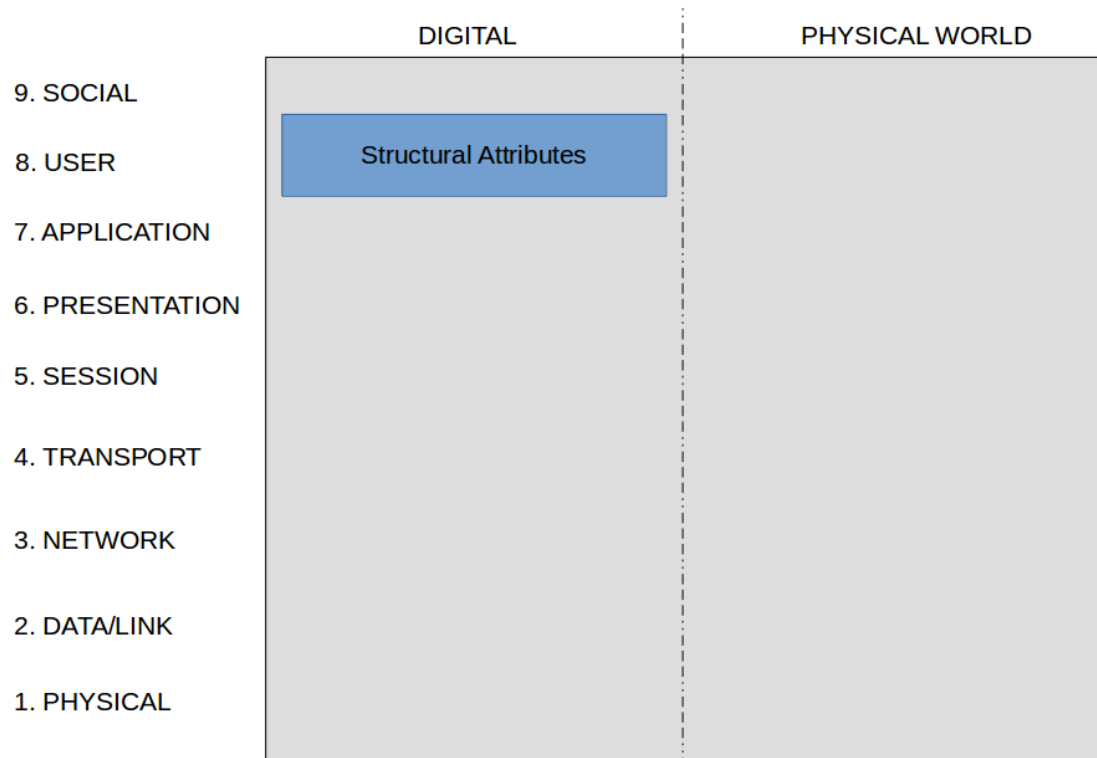 DIGITAL
PHYSICAL WORLD
9. SOCIAL
Structural Attributes
8. USER
7. APPLICATION
6. PRESENTATION
5. SESSION
4. TRANSPORT
3. NETWORK
2. DATA/LINK
1. PHYSICAL